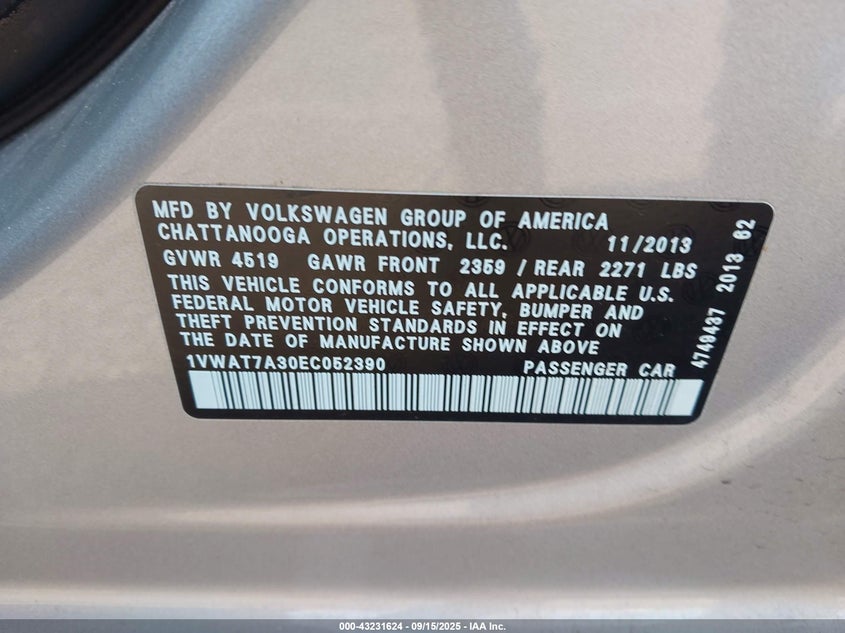 MFD BY VOLKSWAGEN GROUP OF AMERICA
CHATTANOOGA OPERATIONS, LLC. 11/2013
GVWR 4519 GAWR FRONT 2359 / REAR 2271 LBS
THIS VEHICLE CONFORMS TO ALL APPLICABLE U.S.
FEDERAL MOTOR VEHICLE SAFETY, BUMPER AND
THEFT PREVENTION STANDARDS IN EFFECT ON
THE DATE OF MANUFACTURE SHOWN ABOVE
1VWAT7A30EC052390 PASSENGER CAR
4749437 2013 62
000-43231624 - 09/15/2025 - IAA Inc.